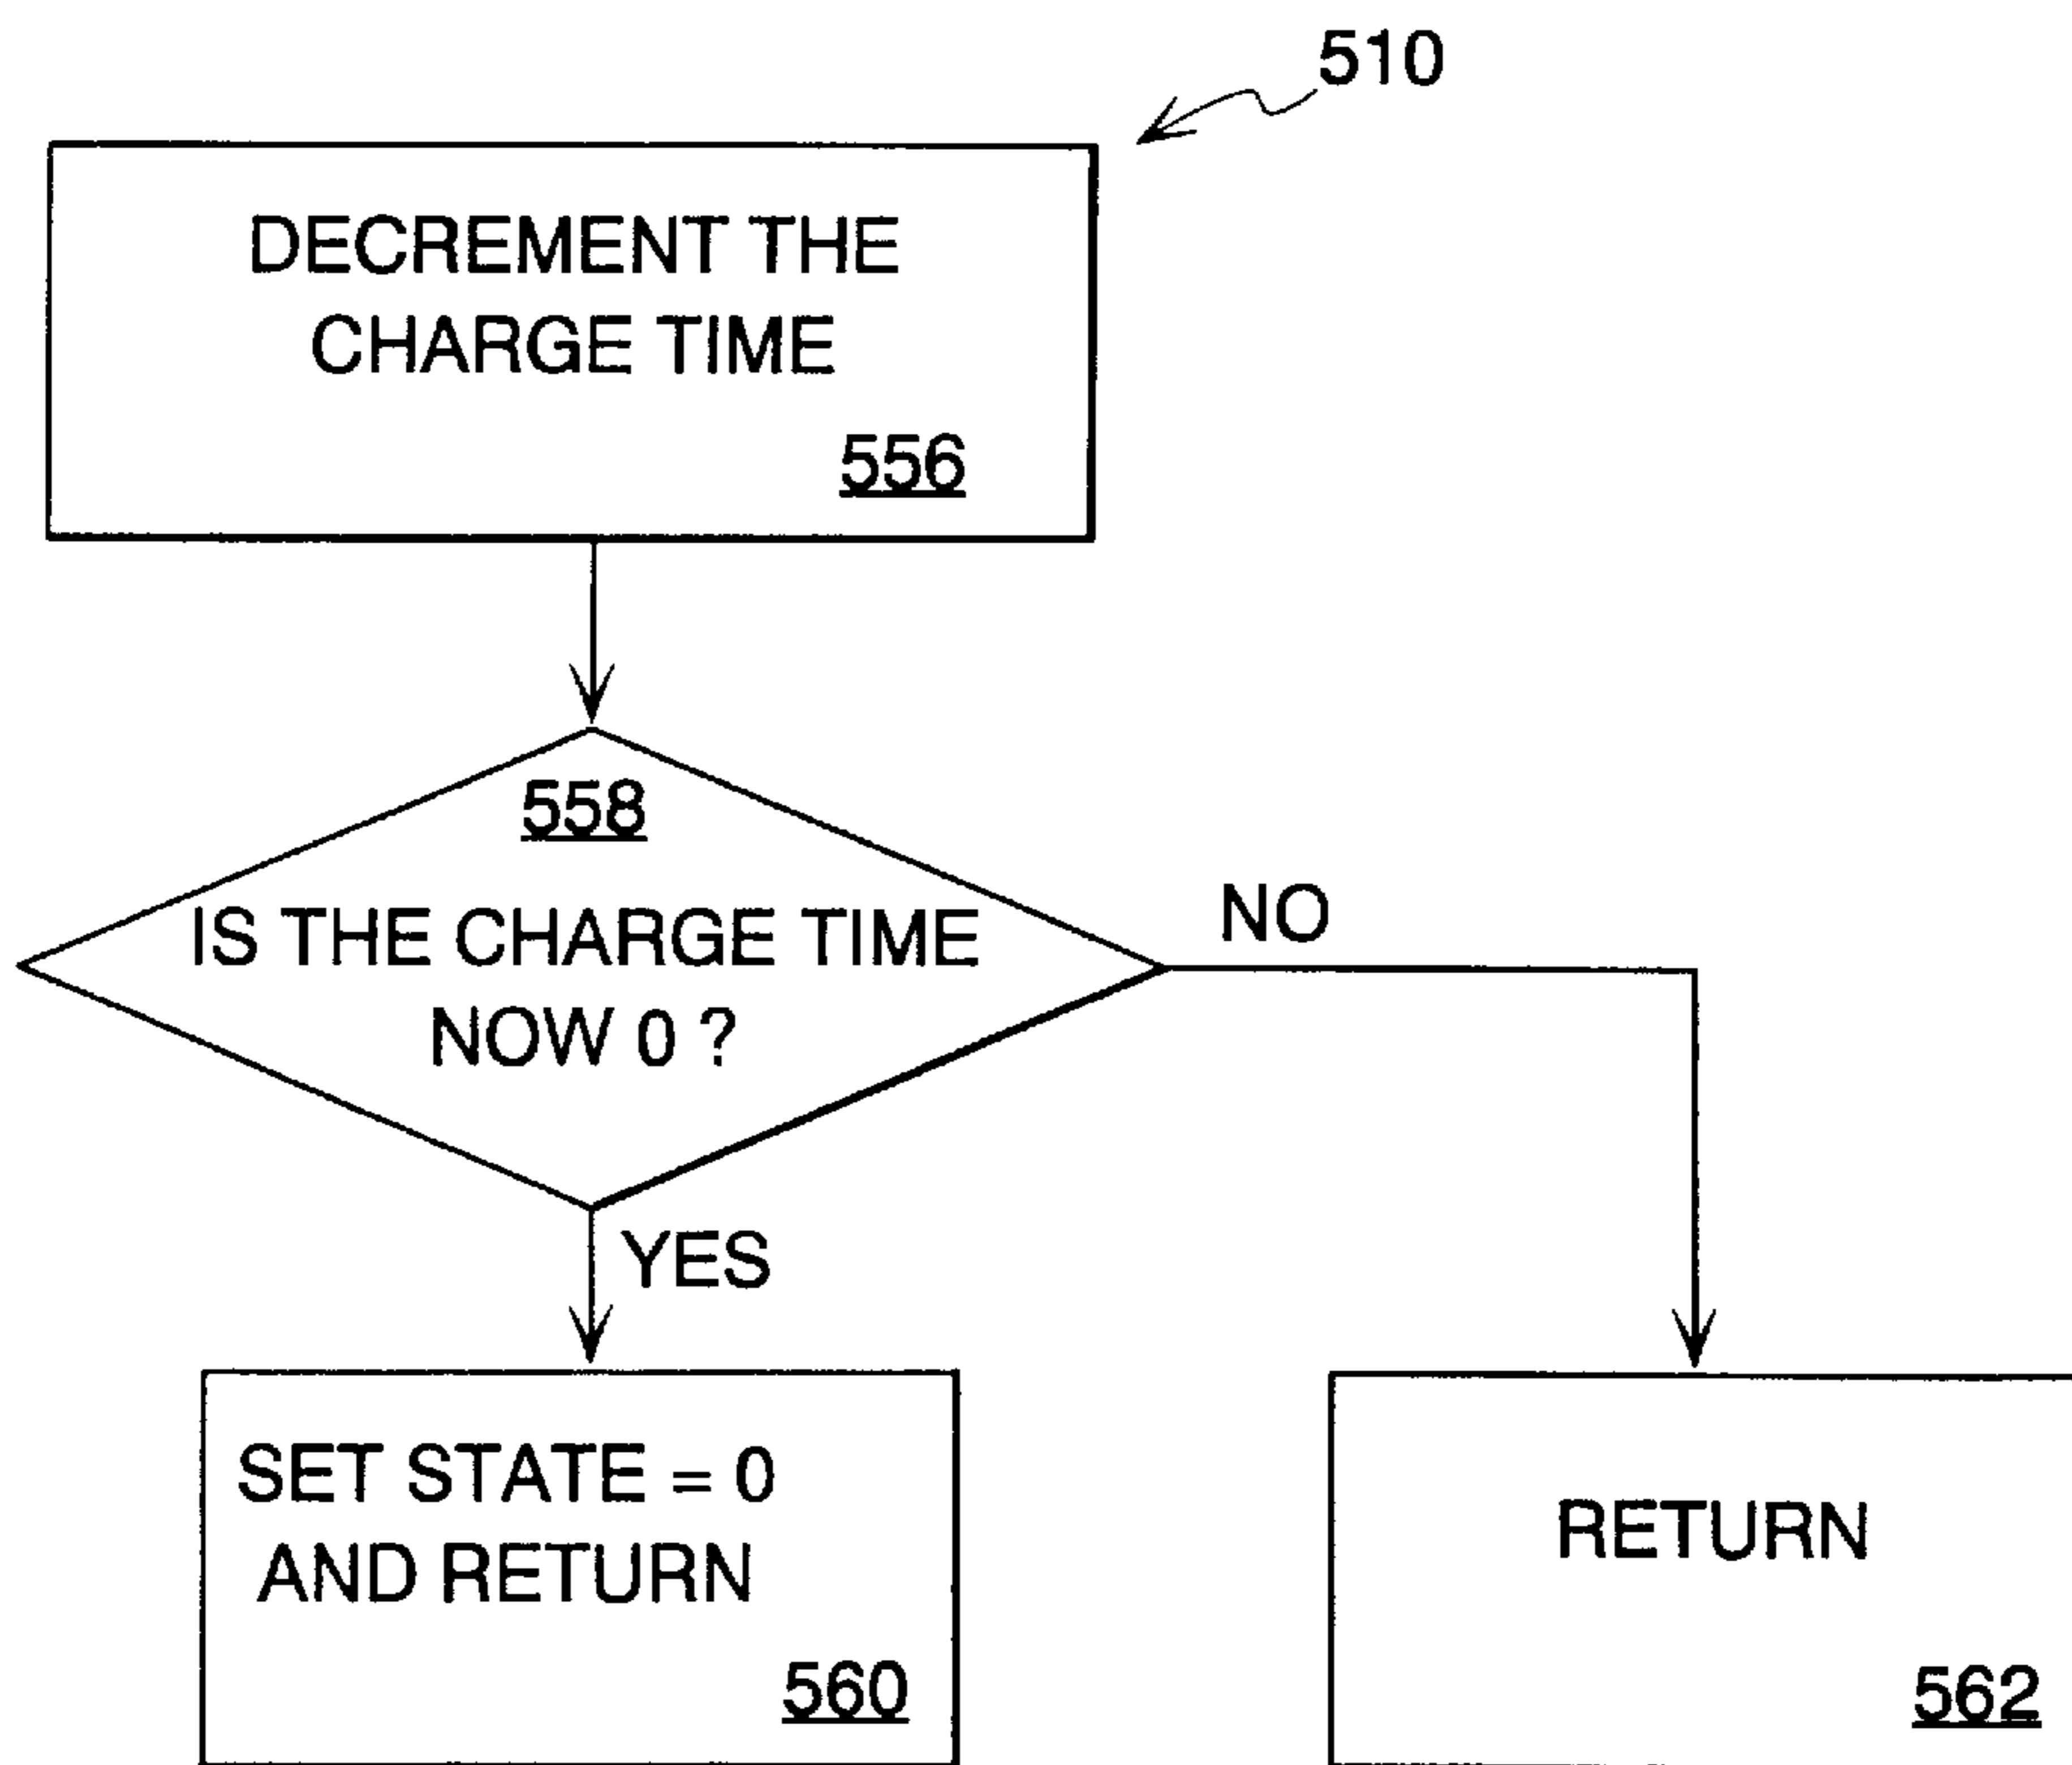 510
DECREMENT THE
CHARGE TIME
556
558
IS THE CHARGE TIME
NOW 0 ?
NO
YES
SET STATE = 0
AND RETURN
560
RETURN
562